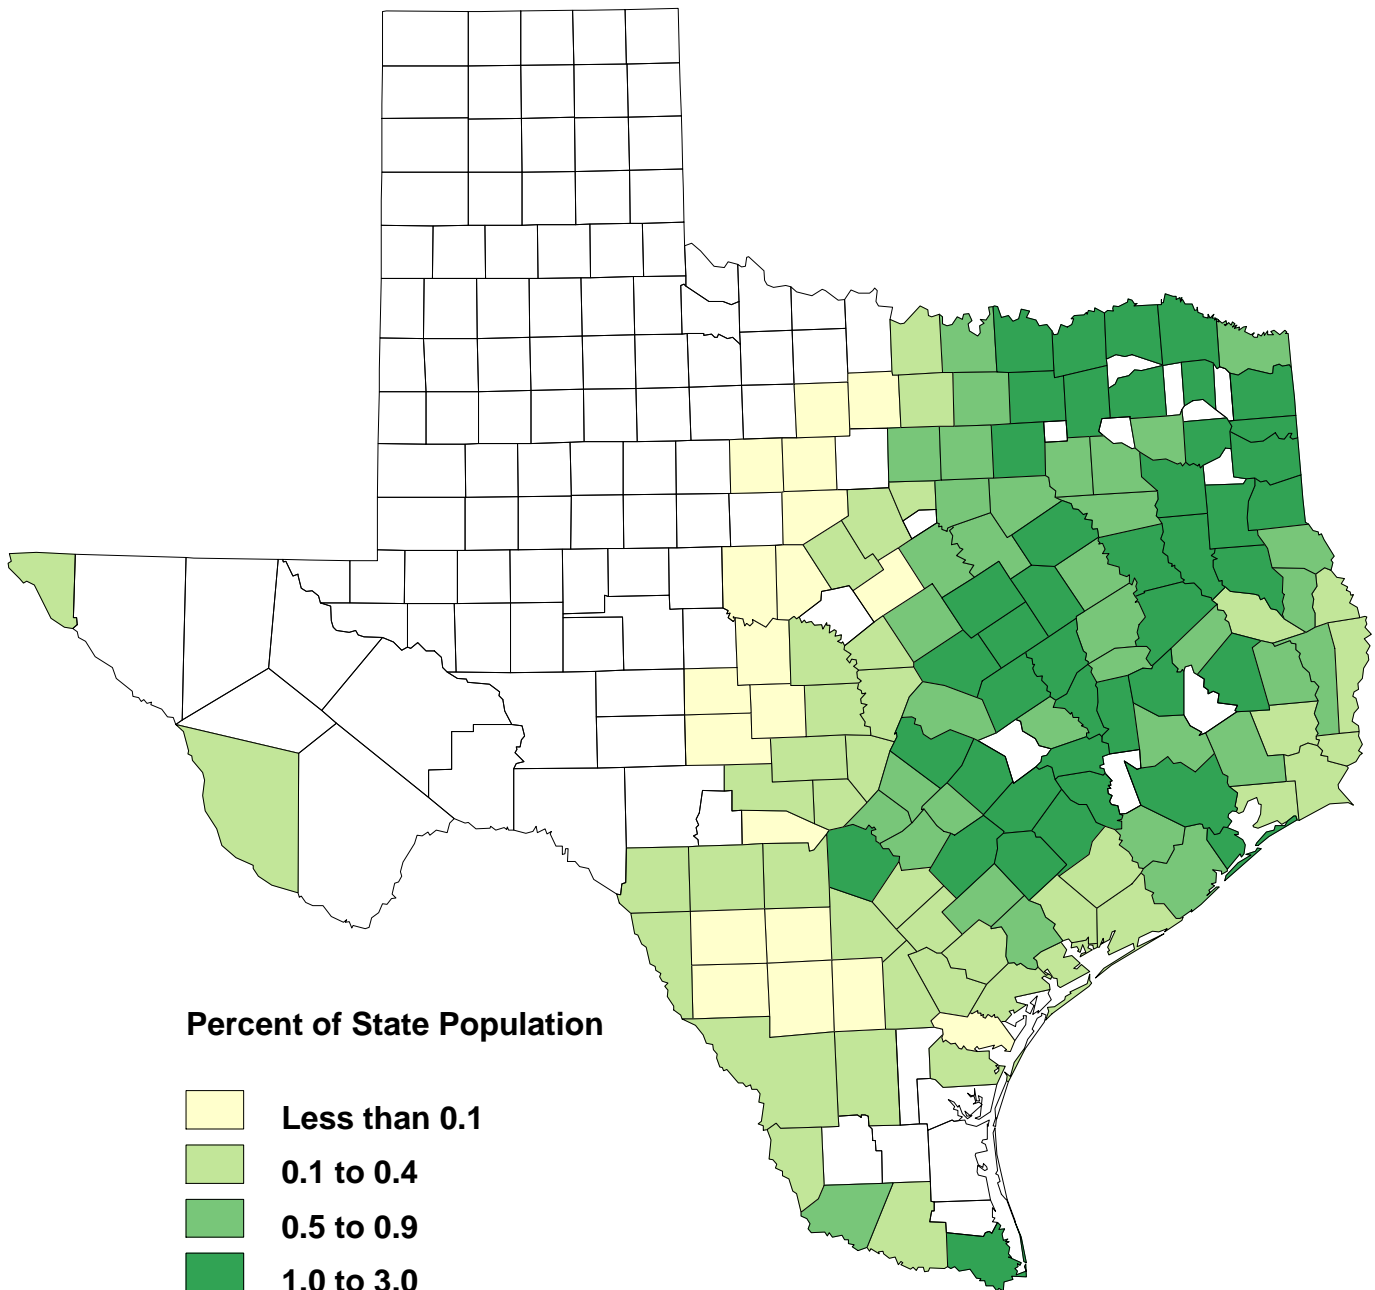 Percent of State Population
Less than 0.1
0.1 to 0.4
0.5 to 0.9
1.0 to 3.0